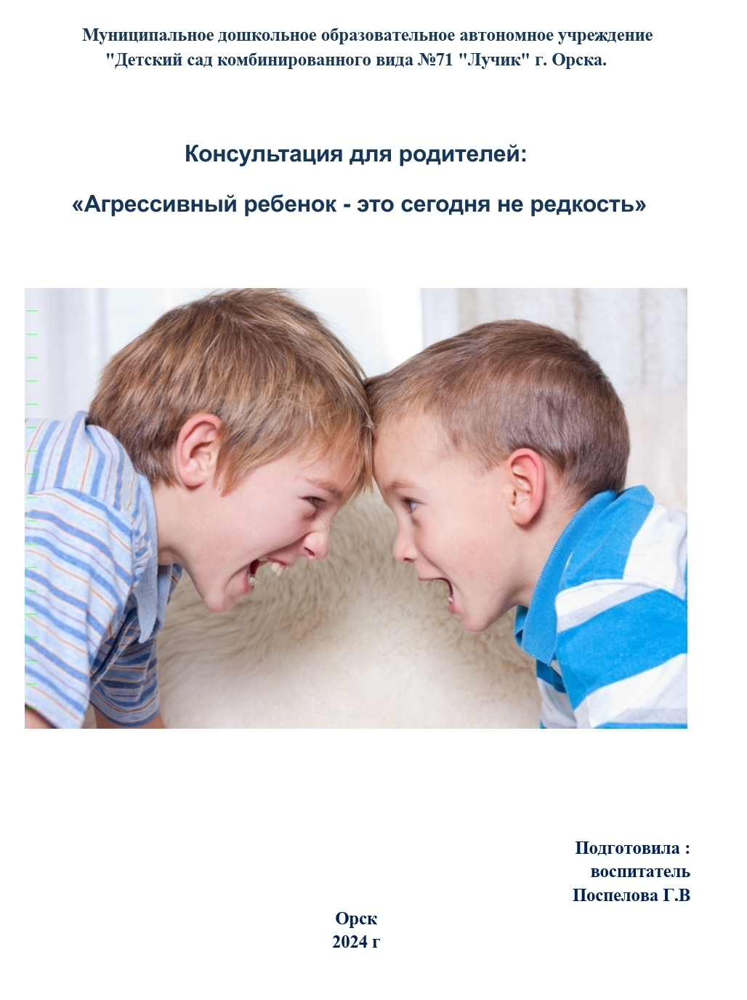 Муниципальное дошкольное образовательное автономное учреждение
"Детский сад комбинированного вида №71 "Лучик" г. Орска.
Консультация для родителей:
«Агрессивный ребенок - это сегодня не редкость»
Подготовила :
воспитатель
Поспелова Г.В
Орск
2024 г